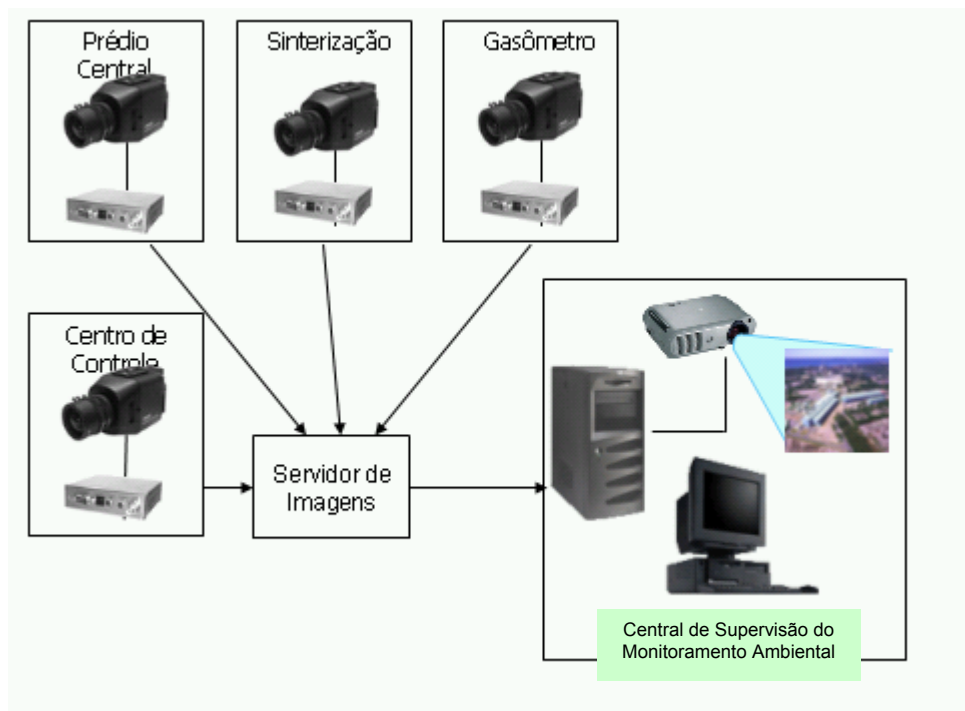 Prédio
Central
Sinterização
Gasômetro
Centro de
Controle
Servidor de
Imagens
Central de Supervisão do
Monitoramento Ambiental